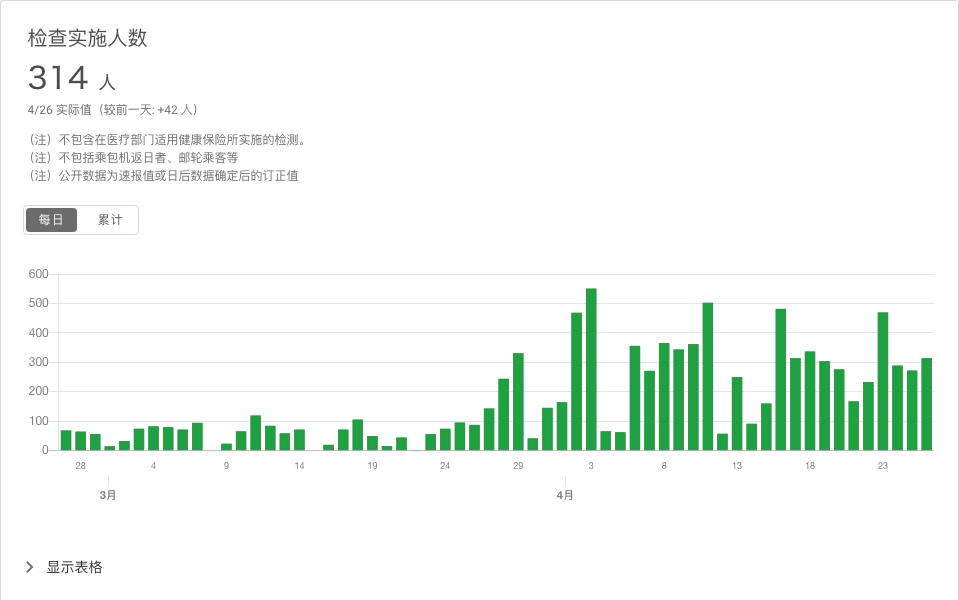 检查实施人数
314 人
4/26 实际值（较前一天: +42 人）
（注）不包含在医疗部门适用健康保险所实施的检测。
（注）不包括乘包机返日者、邮轮乘客等
（注）公开数据为速报值或日后数据确定后的订正值
每日 累计
600
500
400
300
200
100
0
28 4 9 14 19 24 29 3 8 13 18 23
3月 4月
显示表格